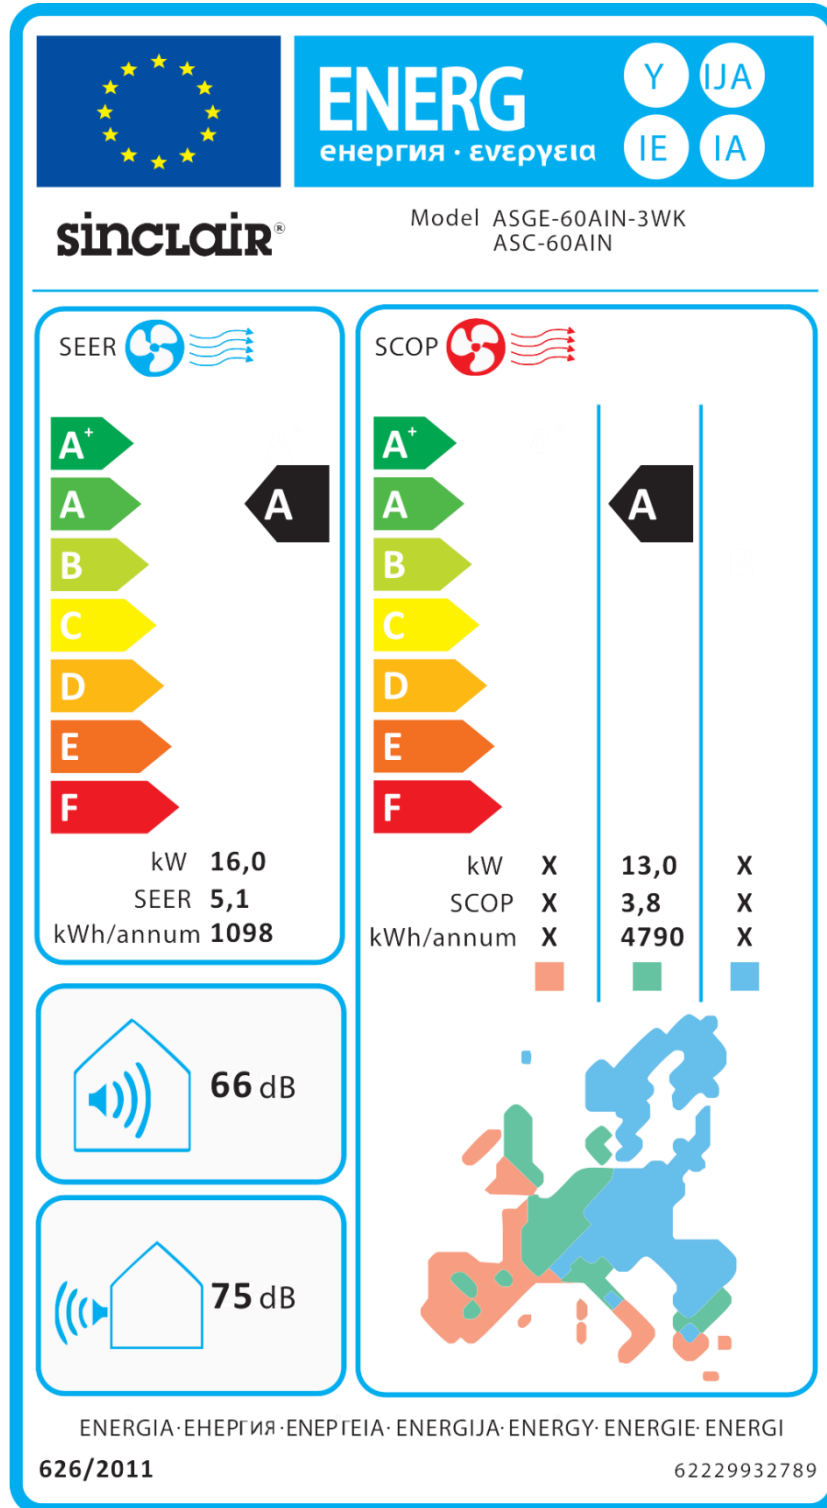 ENERG
енергия · ενεργεια
Y IJA
IE IA
sinclair®
Model ASGE-60AIN-3WK
ASC-60AIN
SEER
A+
A
B
C
D
E
F
A
kW 16,0
SEER 5,1
kWh/annum 1098
SCOP
A+
A
B
C
D
E
F
A
kW X 13,0 X
SCOP X 3,8 X
kWh/annum X 4790 X
66 dB
75 dB
ENERGIA·ЕНЕРГИЯ·ΕΝΕΡΓΕΙΑ·ENERGIJA·ENERGY·ENERGIE·ENERGI
626/2011
62229932789